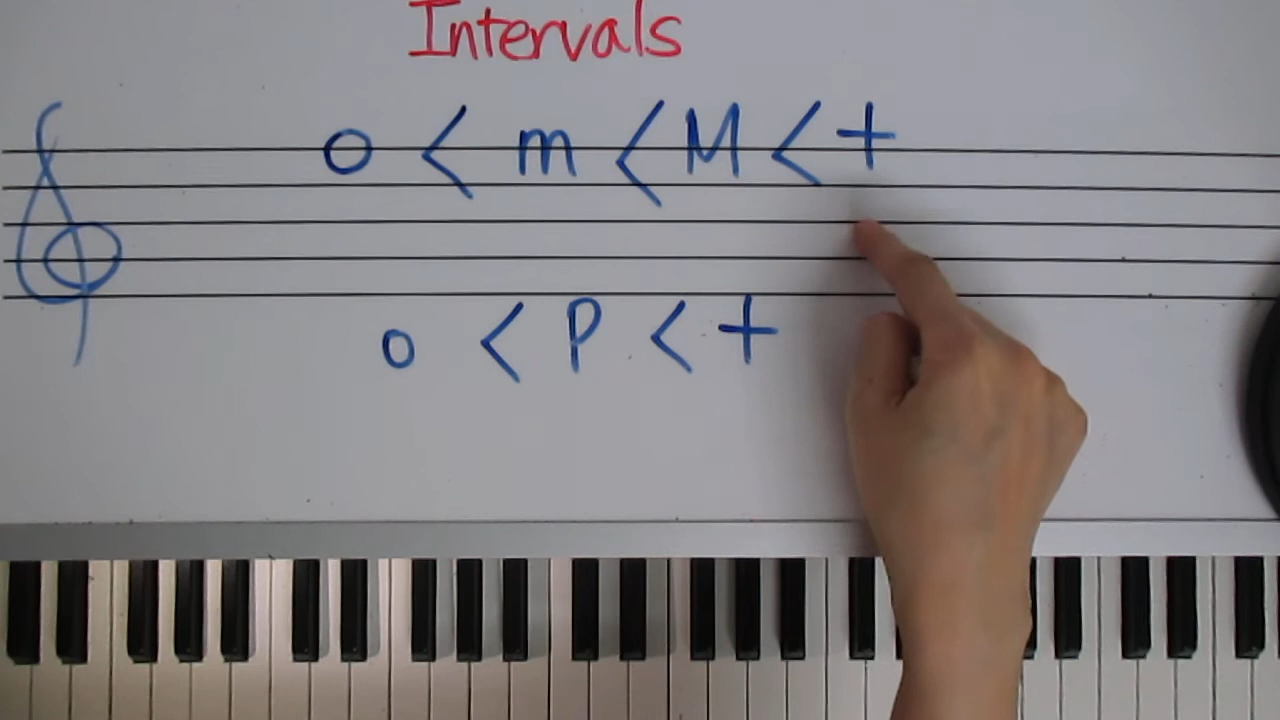 Intervals
o < m < M < +
o < P < +